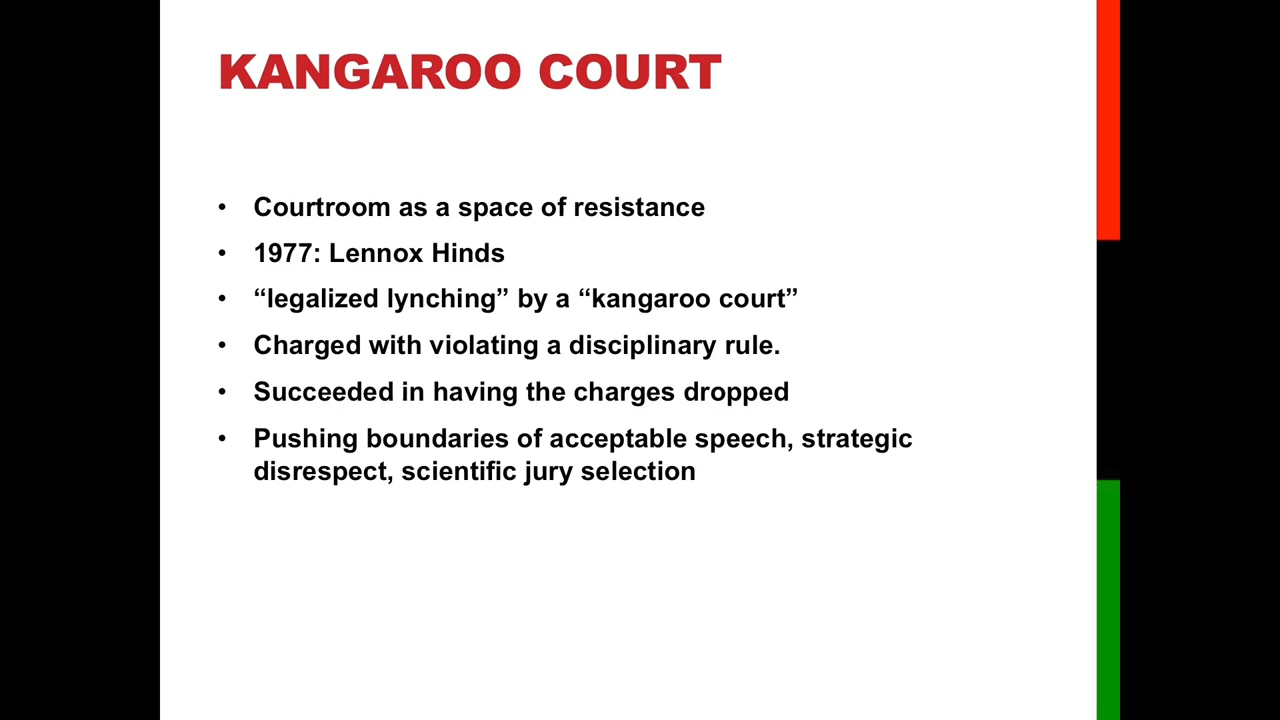 KANGAROO COURT
• Courtroom as a space of resistance
• 1977: Lennox Hinds
• “legalized lynching” by a “kangaroo court”
• Charged with violating a disciplinary rule.
• Succeeded in having the charges dropped
• Pushing boundaries of acceptable speech, strategic
disrespect, scientific jury selection